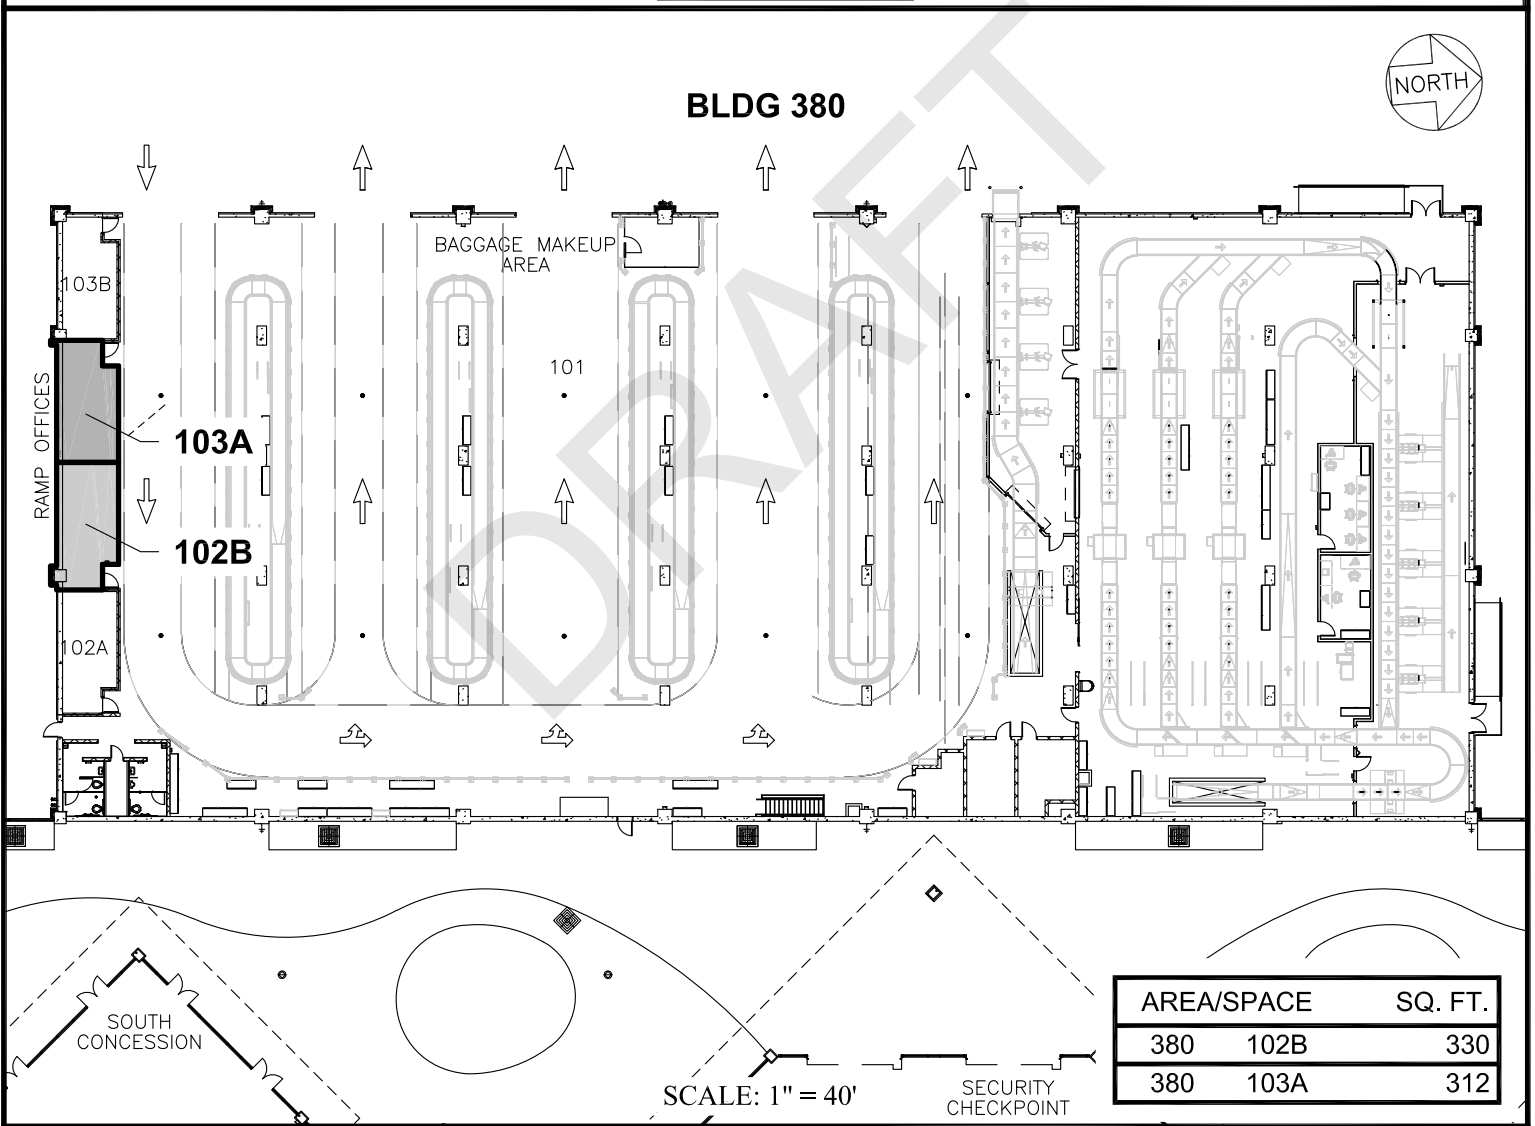 NORTH
BLDG 380
BAGGAGE MAKEUP
AREA
103B
101
RAMP OFFICES
103A
102B
102A
DRAFT
SOUTH
CONCESSION
SCALE: 1" = 40'
SECURITY
CHECKPOINT
AREA/SPACE SQ. FT.
380 102B 330
380 103A 312